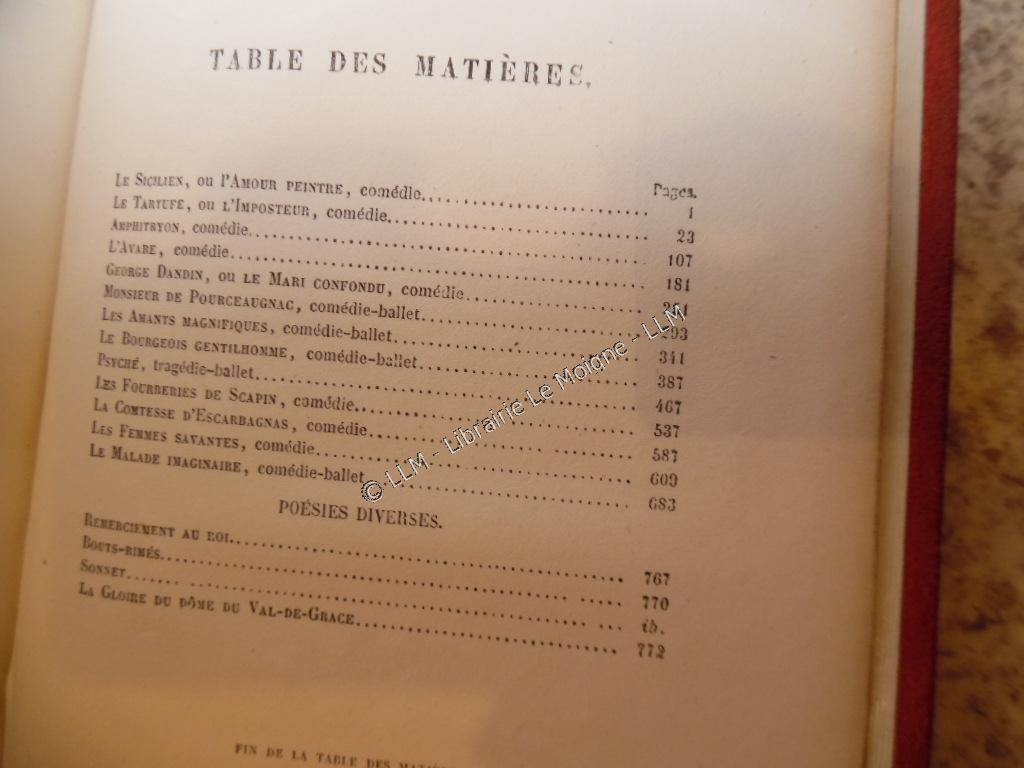 TABLE DES MATIÈRES.
Pages.
LE SICILIEN, OU L'AMOUR PEINTRE, comédie. 1
LE TARTUFE, OU L'IMPOSTEUR, comédie. 23
AMPHITRYON, comédie. 107
L'AVARE, comédie. 181
GEORGE DANDIN, OU LE MARI CONFONDU, comédie.
MONSIEUR DE POURCEAUGNAC, comédie-ballet. 293
LES AMANTS MAGNIFIQUES, comédie-ballet. 341
LE BOURGEOIS GENTILHOMME, comédie-ballet. 387
PSYCHÉ, tragédie-ballet. 467
LES FOURBERIES DE SCAPIN, comédie. 537
LA COMTESSE D'ESCARBAGNAS, comédie. 587
LES FEMMES SAVANTES, comédie. 609
LE MALADE IMAGINAIRE, comédie-ballet. 683
POÉSIES DIVERSES.
REMERCIEMENT AU ROI. 767
BOUTS-RIMÉS. 770
SONNET. ib.
LA GLOIRE DU DÔME DU VAL-DE-GRACE. 772
FIN DE LA TABLE DES
© LLM - Librairie Le Moigne - LLM